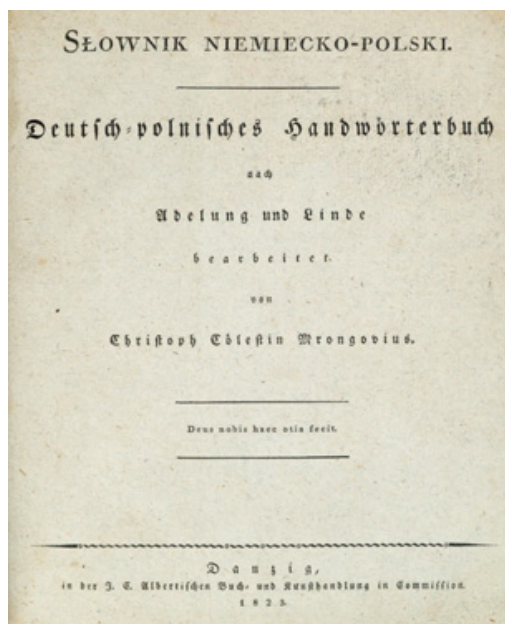 SŁOWNIK NIEMIECKO-POLSKI.
Deutsch-polnisches Handwörterbuch
nach
Adelung und Linde
bearbeitet
von
Christoph Cölestin Mrongovius.
Deus nobis haec otia fecit.
Danzig,
in der J. C. Albertischen Buch- und Kunsthandlung in Commission.
1823.